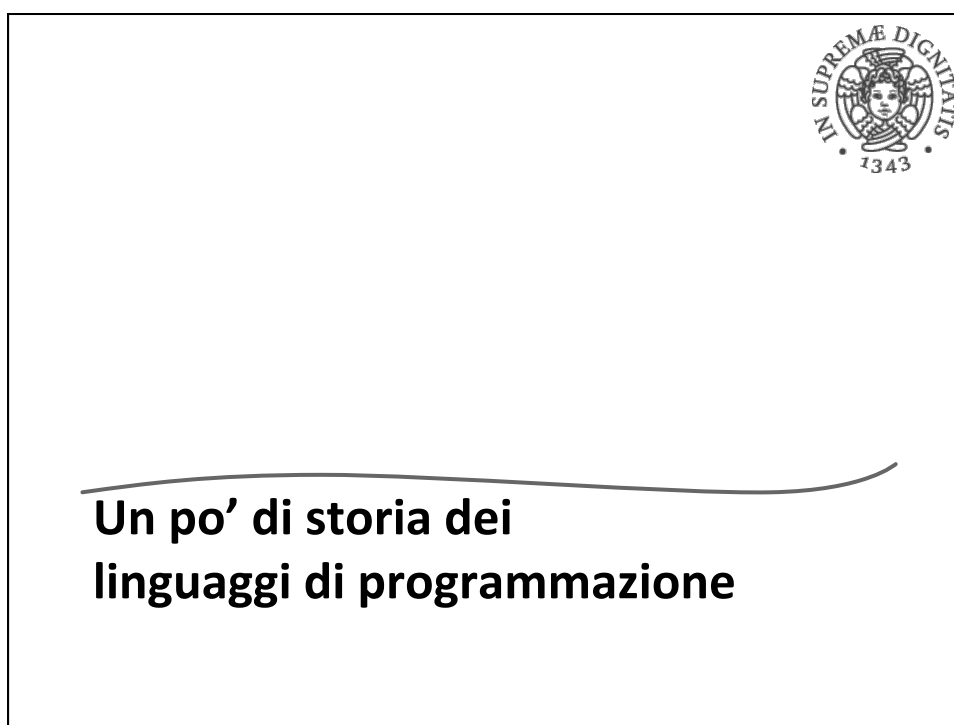 IN SUPREMÆ DIGNITATIS
1343
Un po’ di storia dei
linguaggi di programmazione